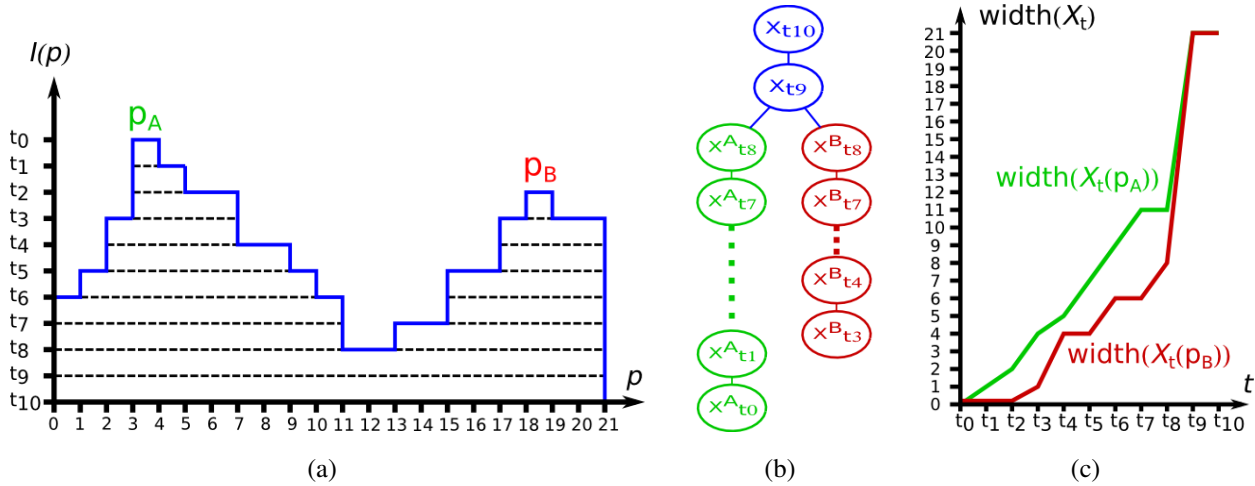 I(p)
p_A
p_B
t₀
t₁
t₂
t₃
t₄
t₅
t₆
t₇
t₈
t₉
t₁₀
p
0 1 2 3 4 5 6 7 8 9 10 11 12 13 14 15 16 17 18 19 20 21
(a)
X_t10
X_t9
X^A_t8 X^B_t8
X^A_t7 X^B_t7
X^B_t4
X^A_t1 X^B_t3
X^A_t0
(b)
width(X_t)
21
20
19
18
17
16
15
14
13
12
11
10
9
8
7
6
5
4
3
2
1
0
width(X_t(p_A))
width(X_t(p_B))
t
t₀ t₁ t₂ t₃ t₄ t₅ t₆ t₇ t₈ t₉ t₁₀
(c)